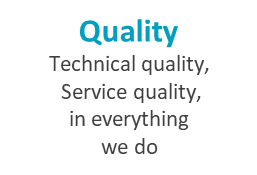 Quality
Technical quality,
Service quality,
in everything
we do